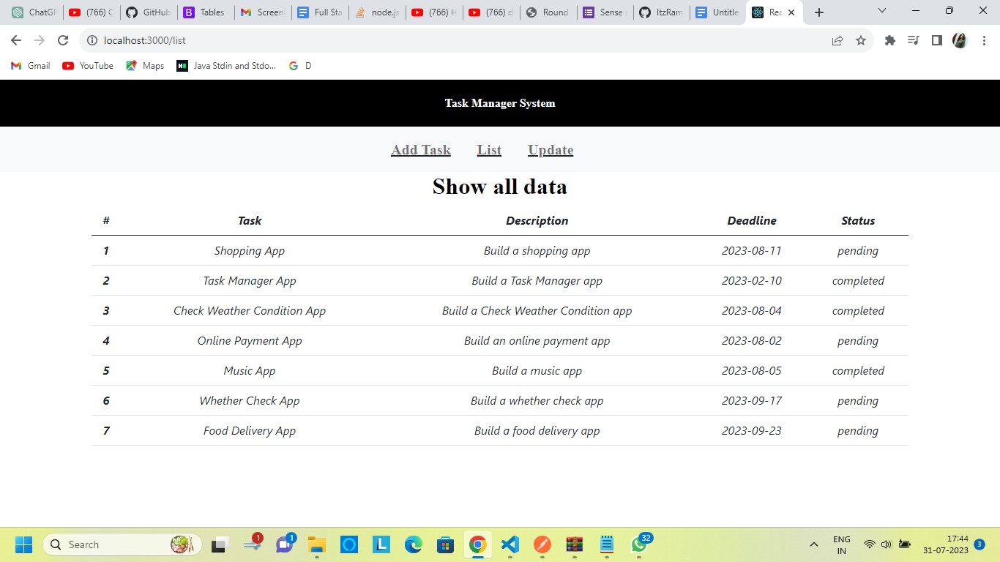 ChatGP (766) C GitHub Tables Screen Full Sta node.js (766) H (766) d Round Sense g ItzRam Untitle Rea
localhost:3000/list
Gmail YouTube Maps Java Stdin and Stdo... D
Task Manager System
Add Task List Update
Show all data
# Task Description Deadline Status
1 Shopping App Build a shopping app 2023-08-11 pending
2 Task Manager App Build a Task Manager app 2023-02-10 completed
3 Check Weather Condition App Build a Check Weather Condition app 2023-08-04 completed
4 Online Payment App Build an online payment app 2023-08-02 pending
5 Music App Build a music app 2023-08-05 completed
6 Whether Check App Build a whether check app 2023-09-17 pending
7 Food Delivery App Build a food delivery app 2023-09-23 pending
Search 1 1 32 ENG 17:44
IN 31-07-2023 3